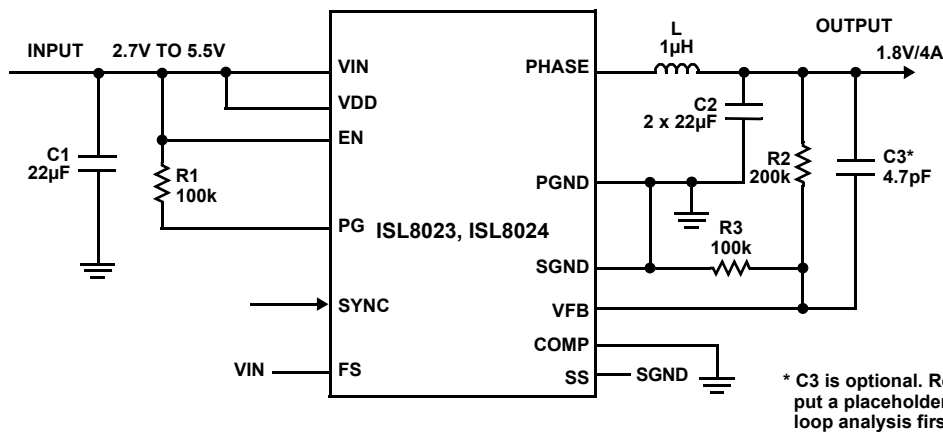 INPUT
2.7V TO 5.5V
C1
22µF
R1
100k
VIN
VDD
EN
PG
SYNC
VIN
FS
ISL8023, ISL8024
PHASE
PGND
SGND
VFB
COMP
SS
SGND
L
1µH
C2
2 x 22µF
R2
200k
R3
100k
C3*
4.7pF
OUTPUT
1.8V/4A
* C3 is optional.
put a placeholder
loop analysis